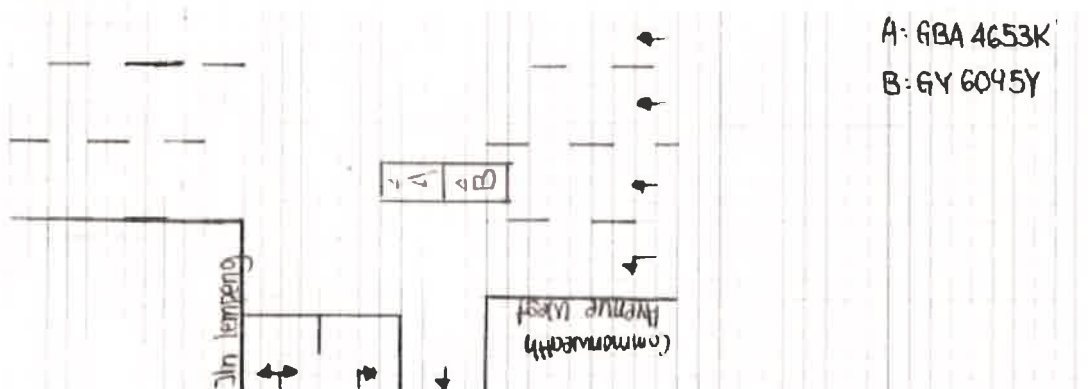 A: GBA 4653K
B: GY 6045Y
A
B
Jln Lempeng
Commonwealth
Avenue West